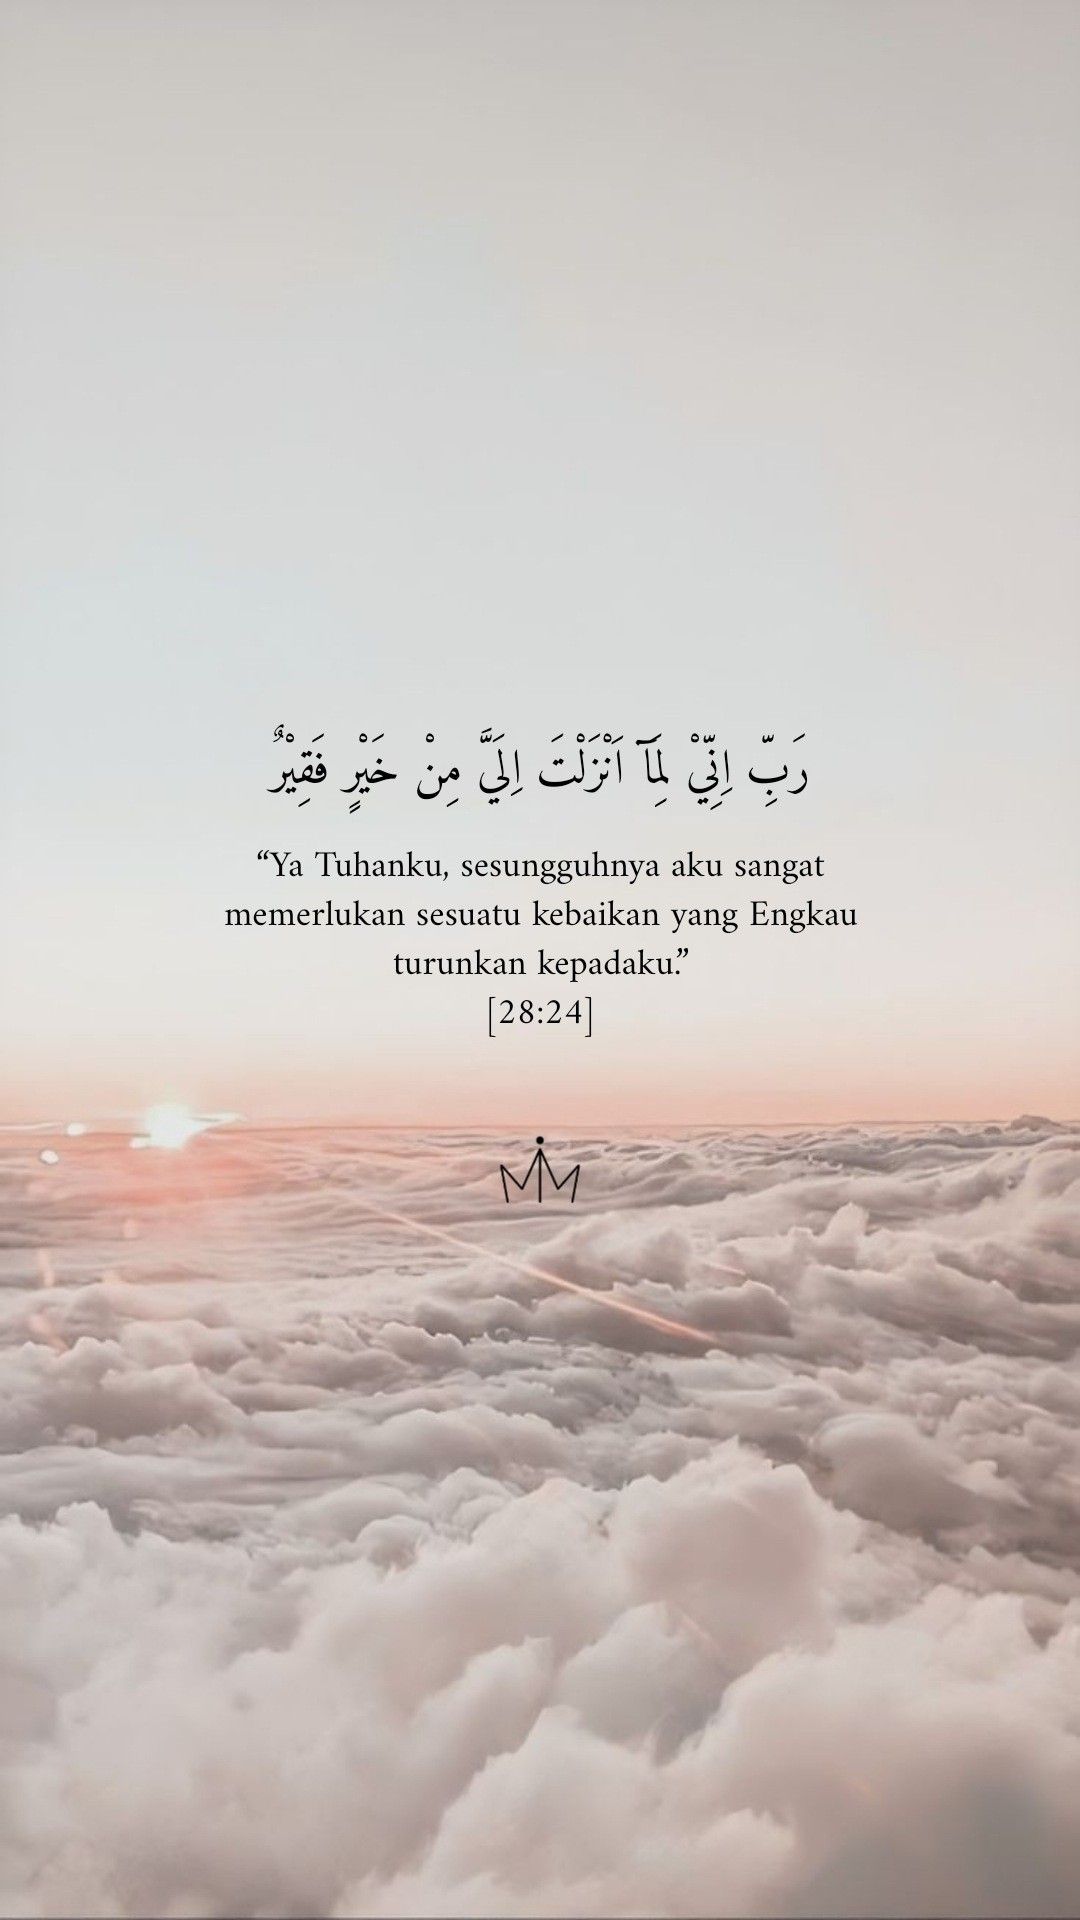 رَبِّ اِنِّيْ لِمَآ اَنْزَلْتَ اِلَيَّ مِنْ خَيْرٍ فَقِيْرٌ
“Ya Tuhanku, sesungguhnya aku sangat
memerlukan sesuatu kebaikan yang Engkau
turunkan kepadaku.”
[28:24]